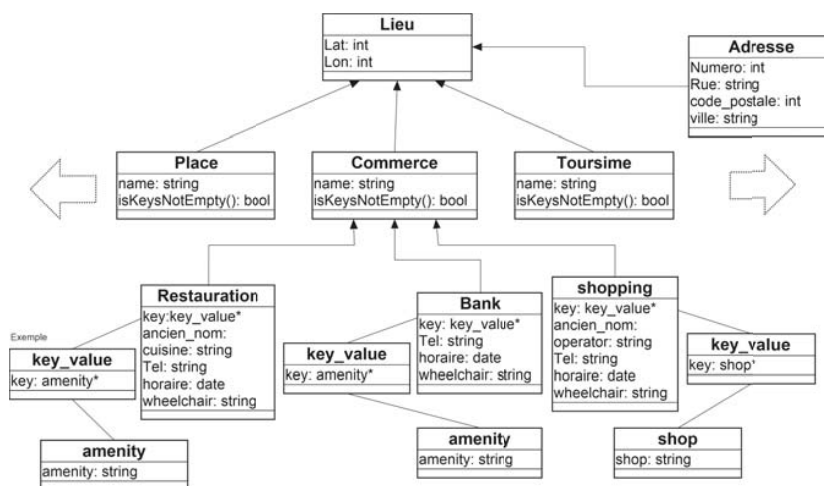 Lieu
Lat: int
Lon: int
Adresse
Numero: int
Rue: string
code_postale: int
ville: string
Place
name: string
isKeysNotEmpty(): bool
Commerce
name: string
isKeysNotEmpty(): bool
Toursime
name: string
isKeysNotEmpty(): bool
Restauration
key:key_value*
ancien_nom:
cuisine: string
Tel: string
horaire: date
wheelchair: string
Bank
key: key_value*
Tel: string
horaire: date
wheelchair: string
shopping
key: key_value*
ancien_nom:
operator: string
Tel: string
horaire: date
wheelchair: string
Exemple
key_value
key: amenity*
key_value
key: amenity*
key_value
key: shop*
amenity
amenity: string
amenity
amenity: string
shop
shop: string